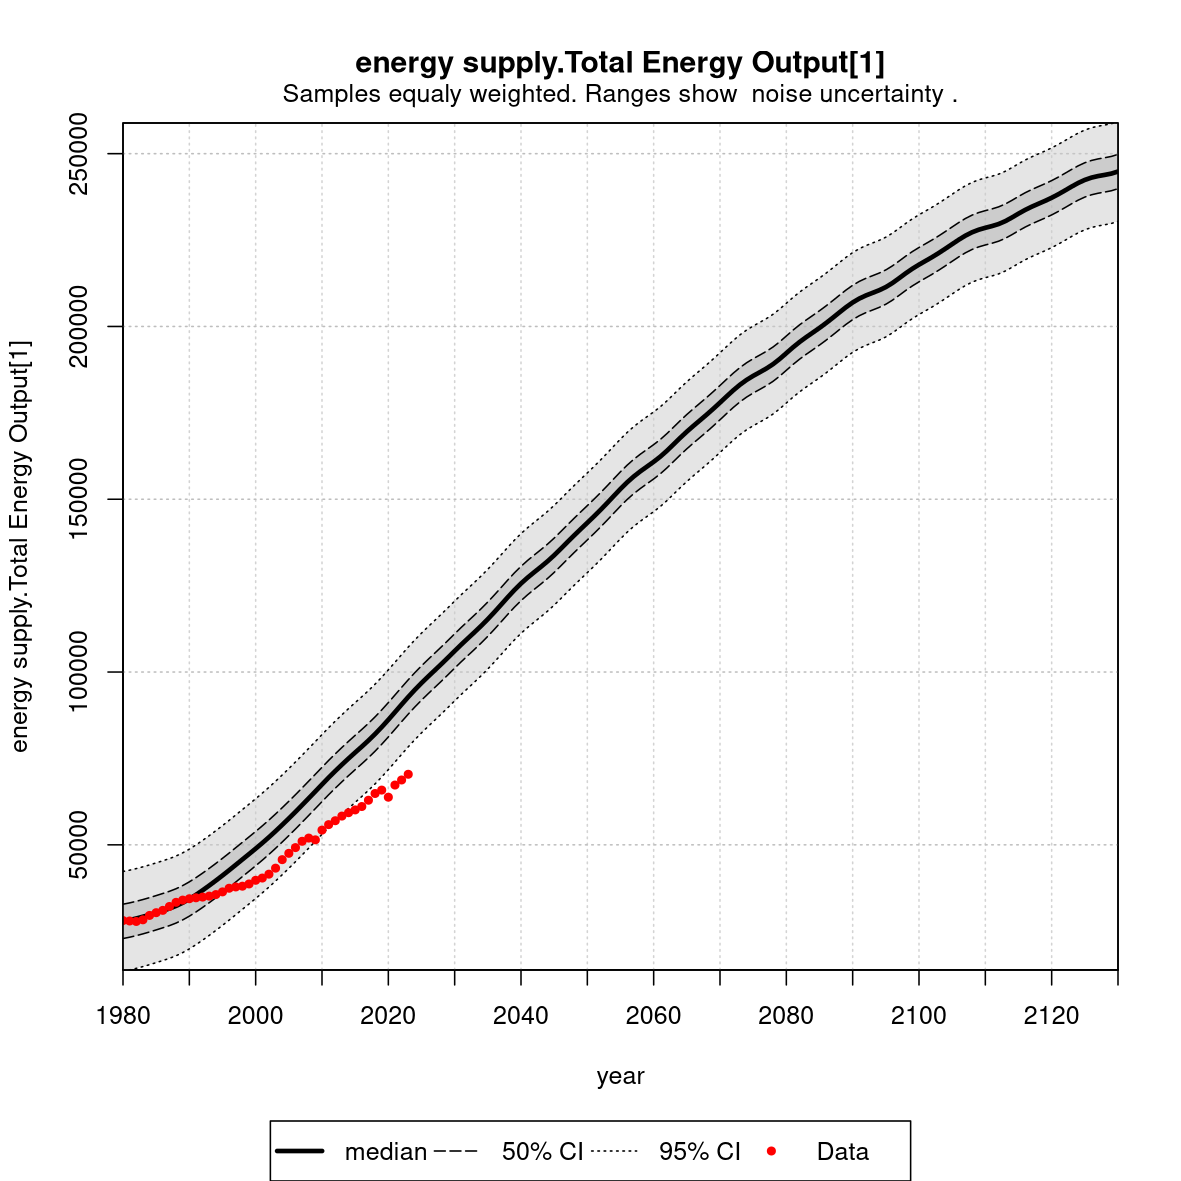 energy supply.Total Energy Output[1]
Samples equaly weighted. Ranges show  noise uncertainty .
energy supply.Total Energy Output[1]
250000
200000
150000
100000
50000
1980 2000 2020 2040 2060 2080 2100 2120
year
median 50% CI 95% CI Data